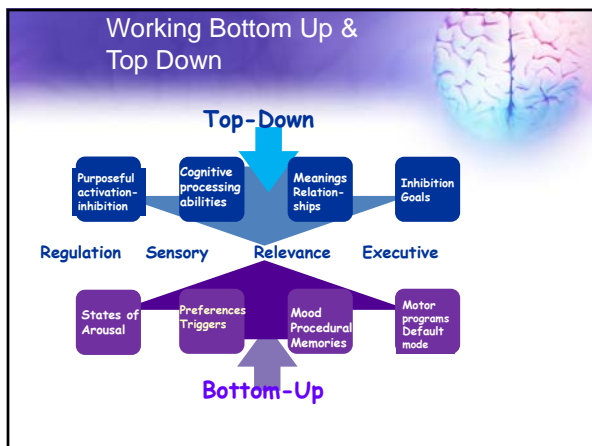 Working Bottom Up &
Top Down
Top-Down
Purposeful
activation-
inhibition
Cognitive
processing
abilities
Meanings
Relation-
ships
Inhibition
Goals
Regulation Sensory Relevance Executive
States of
Arousal
Preferences
Triggers
Mood
Procedural
Memories
Motor
programs
Default
mode
Bottom-Up